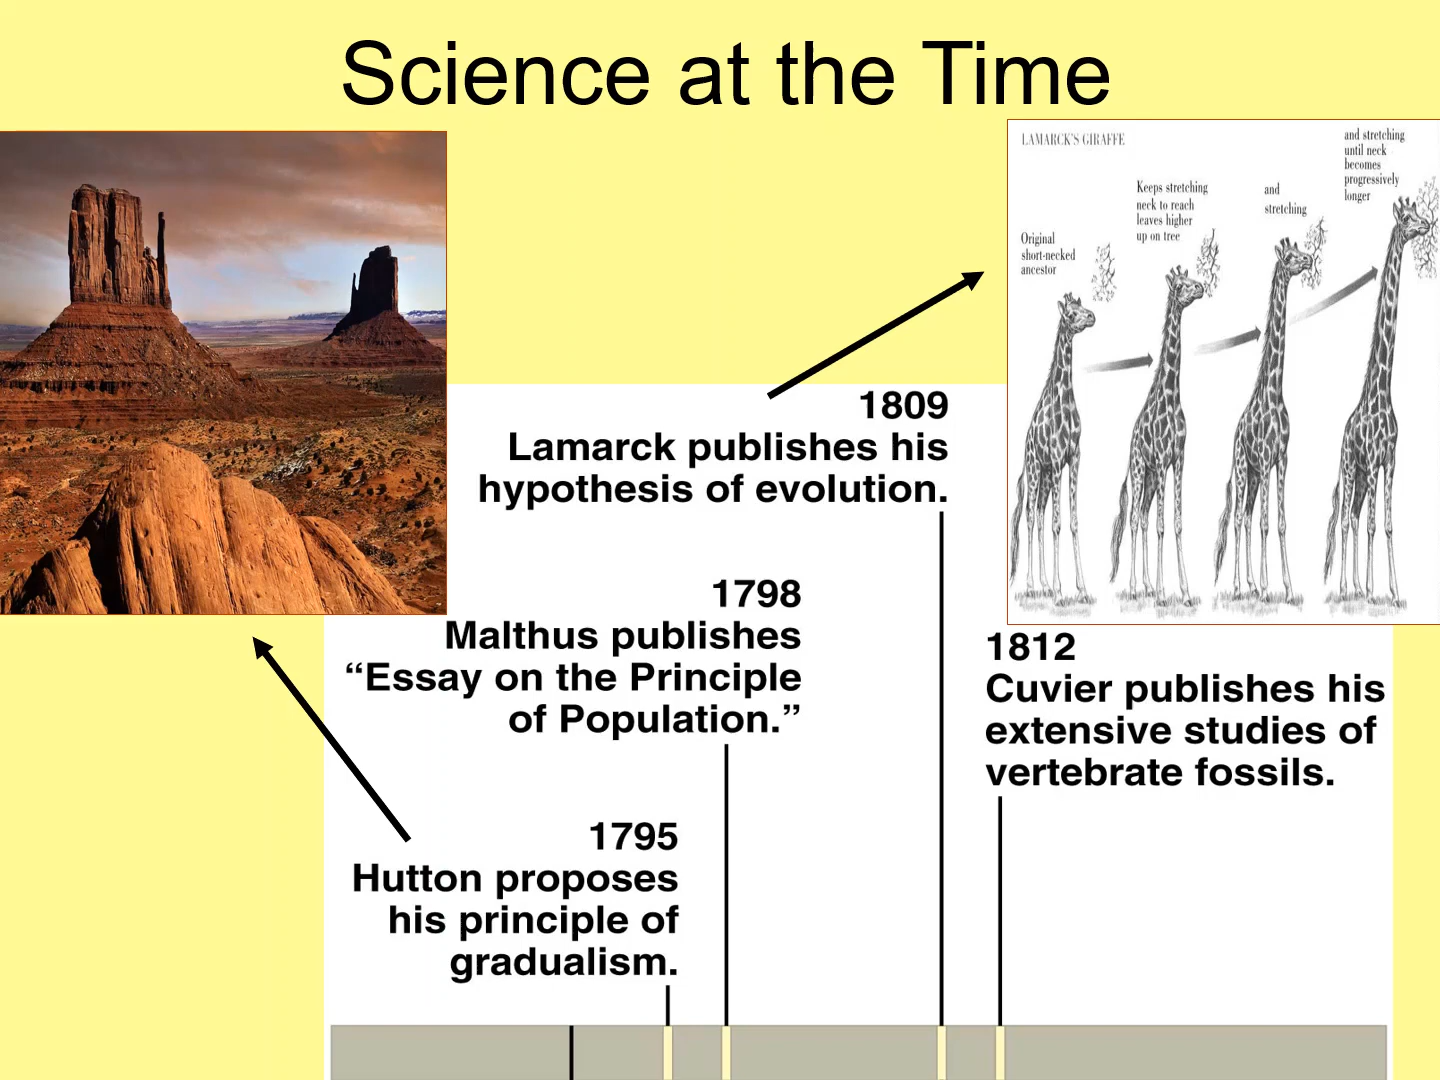 Science at the Time
LAMARCK'S GIRAFFE
Original
short-necked
ancestor
Keeps stretching
neck to reach
leaves higher
up on tree
and
stretching
and stretching
until neck
becomes
progressively
longer
1809
Lamarck publishes his
hypothesis of evolution.
1798
Malthus publishes
“Essay on the Principle
of Population.”
1812
Cuvier publishes his
extensive studies of
vertebrate fossils.
1795
Hutton proposes
his principle of
gradualism.